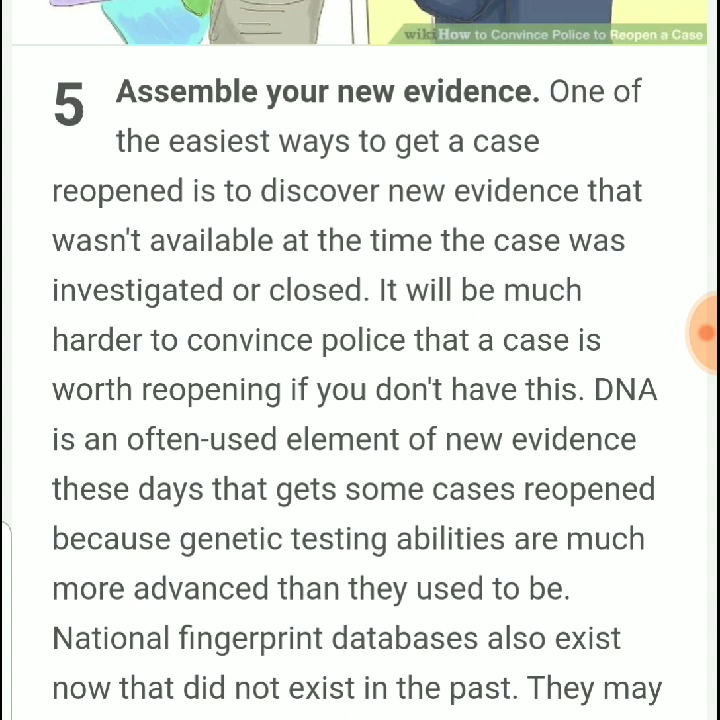 wikiHow to Convince Police to Reopen a Case
5 Assemble your new evidence. One of
the easiest ways to get a case
reopened is to discover new evidence that
wasn't available at the time the case was
investigated or closed. It will be much
harder to convince police that a case is
worth reopening if you don't have this. DNA
is an often-used element of new evidence
these days that gets some cases reopened
because genetic testing abilities are much
more advanced than they used to be.
National fingerprint databases also exist
now that did not exist in the past. They may